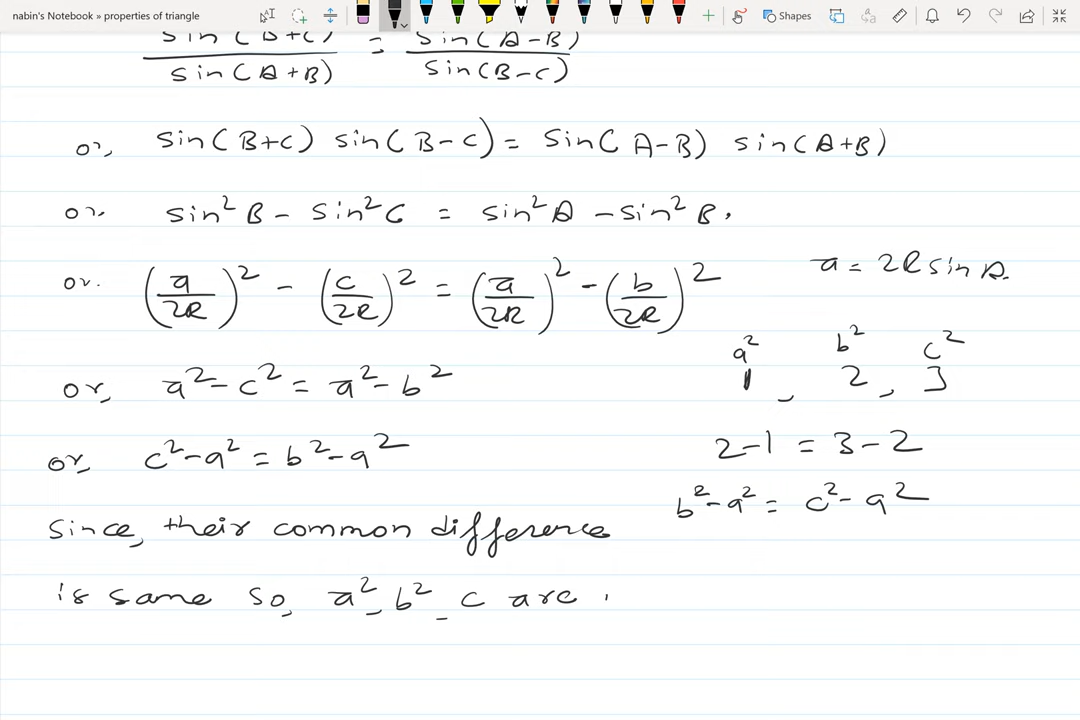 nabin's Notebook » properties of triangle
Shapes
sin(B+C) / sin(A+B) = sin(A-B) / sin(B-C)
or, sin(B+C) sin(B-C) = sin(A-B) sin(A+B)
or. sin²B - sin²C = sin²A - sin²B.
or. (a/2R)² - (c/2R)² = (a/2R)² - (b/2R)²
a = 2R sin A.
or, a² - c² = a² - b²
or, c² - a² = b² - a²
Since, their common difference
is same so, a², b², c are .
a² b² c²
1, 2, 3
2-1 = 3-2
b² - a² = c² - a²